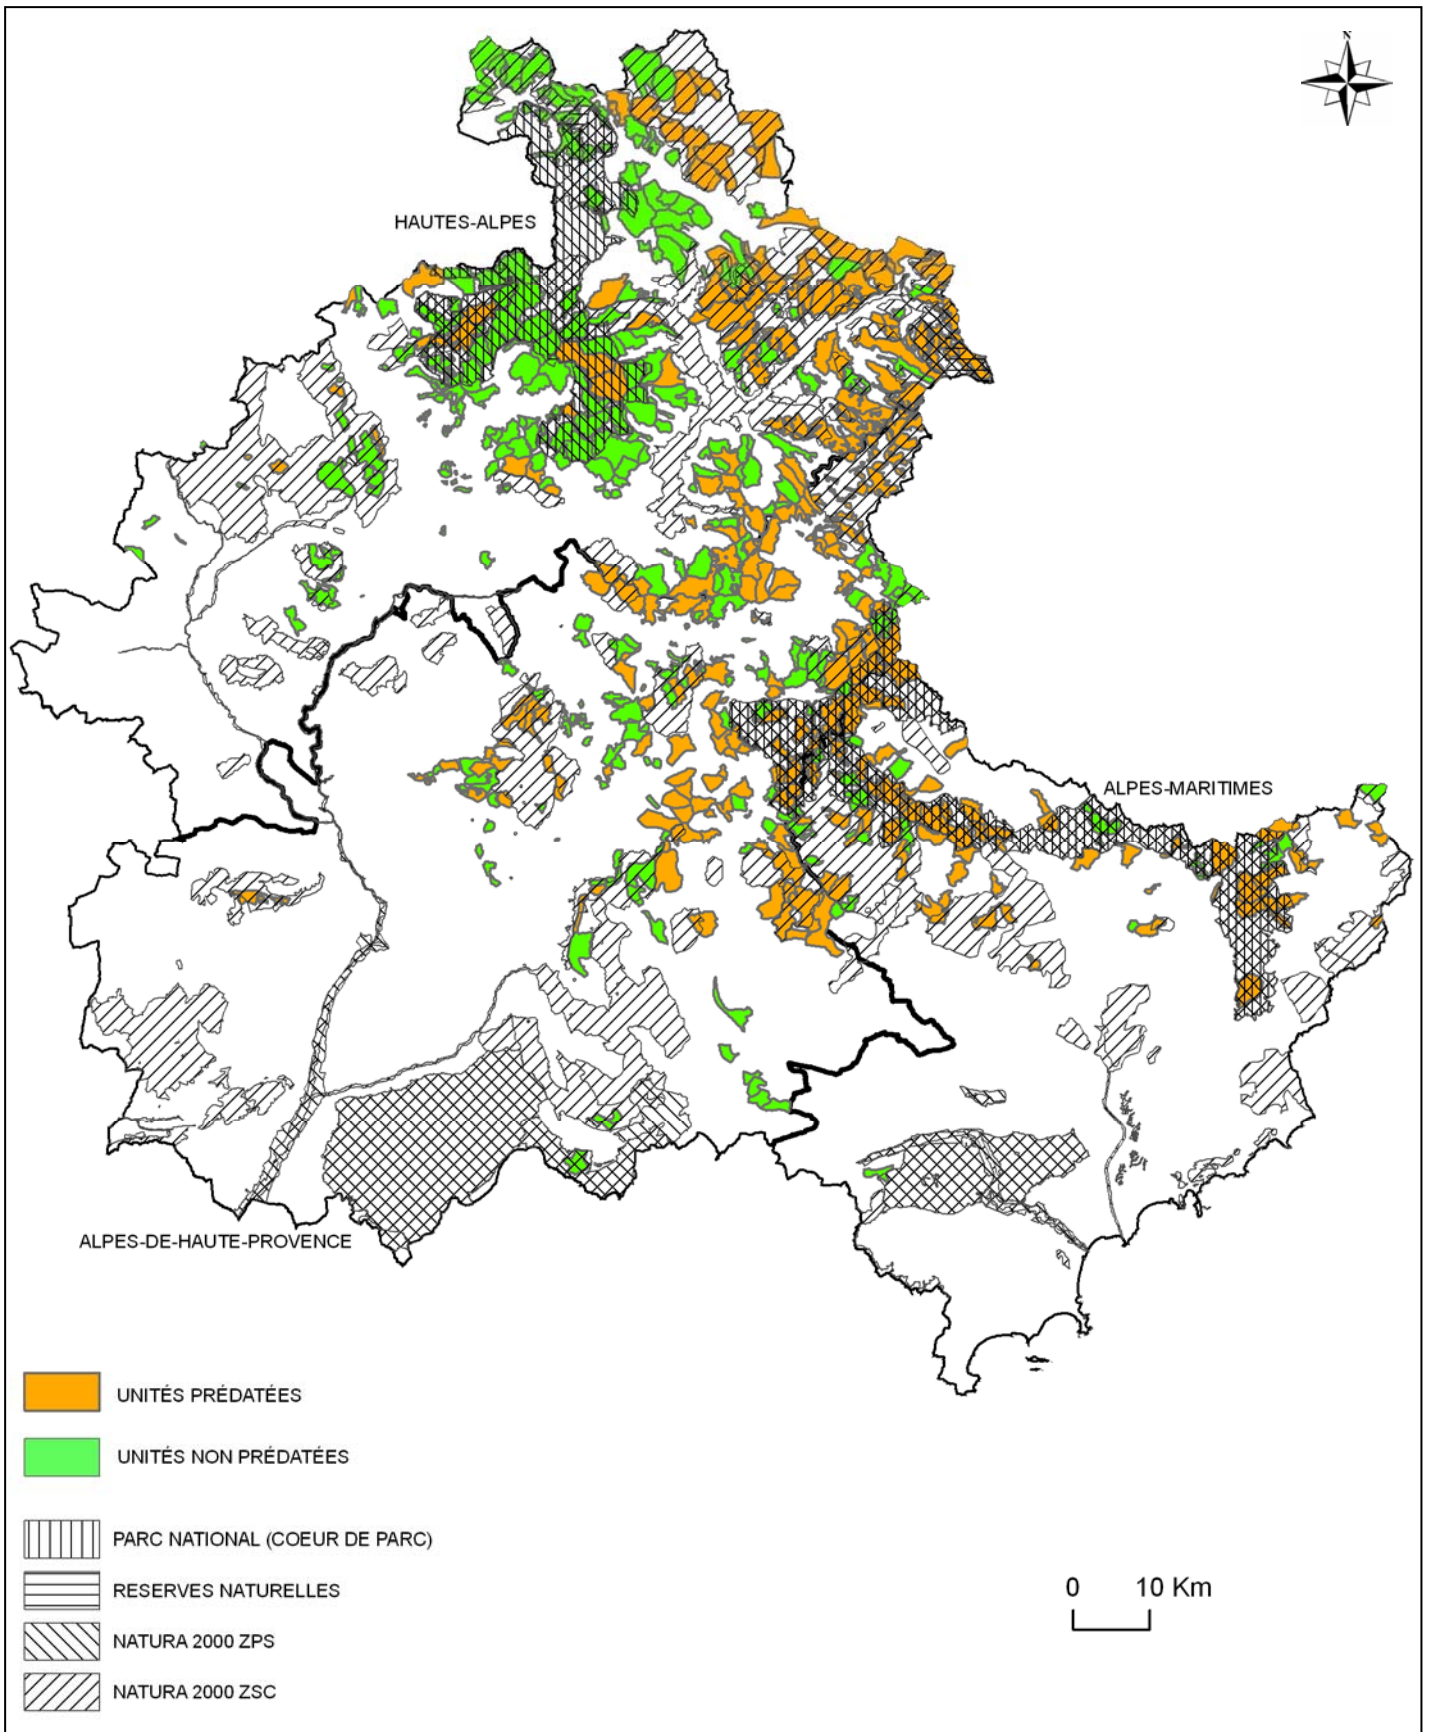 N
HAUTES-ALPES
ALPES-MARITIMES
ALPES-DE-HAUTE-PROVENCE
UNITÉS PRÉDATÉES
UNITÉS NON PRÉDATÉES
PARC NATIONAL (COEUR DE PARC)
RESERVES NATURELLES
NATURA 2000 ZPS
NATURA 2000 ZSC
0 10 Km